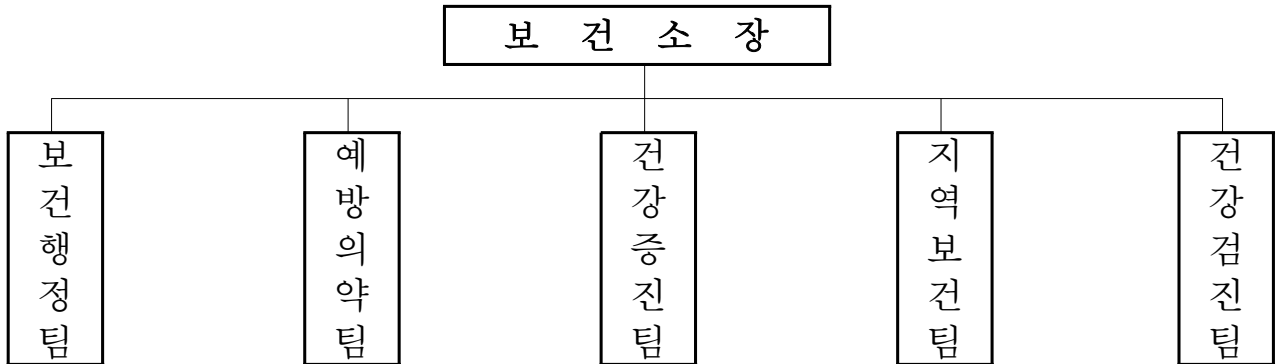 보 건 소 장
보건행정팀
예방의약팀
건강증진팀
지역보건팀
건강검진팀